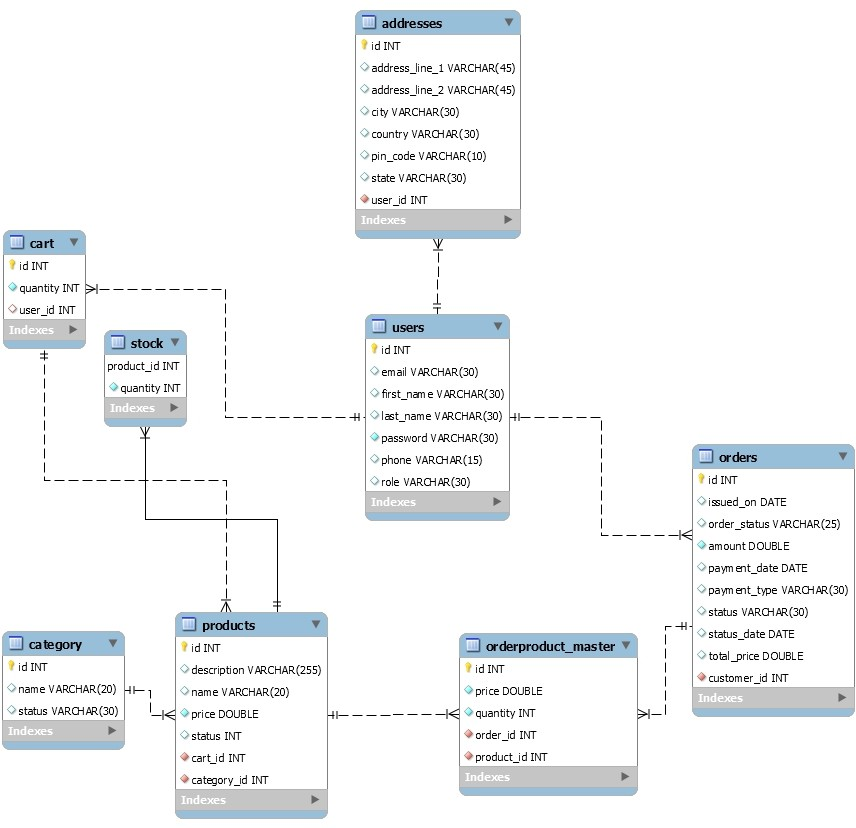 addresses
id INT
address_line_1 VARCHAR(45)
address_line_2 VARCHAR(45)
city VARCHAR(30)
country VARCHAR(30)
pin_code VARCHAR(10)
state VARCHAR(30)
user_id INT
Indexes
cart
id INT
quantity INT
user_id INT
Indexes
stock
product_id INT
quantity INT
Indexes
users
id INT
email VARCHAR(30)
first_name VARCHAR(30)
last_name VARCHAR(30)
password VARCHAR(30)
phone VARCHAR(15)
role VARCHAR(30)
Indexes
orders
id INT
issued_on DATE
order_status VARCHAR(25)
amount DOUBLE
payment_date DATE
payment_type VARCHAR(30)
status VARCHAR(30)
status_date DATE
total_price DOUBLE
customer_id INT
Indexes
category
id INT
name VARCHAR(20)
status VARCHAR(30)
Indexes
products
id INT
description VARCHAR(255)
name VARCHAR(20)
price DOUBLE
status INT
cart_id INT
category_id INT
Indexes
orderproduct_master
id INT
price DOUBLE
quantity INT
order_id INT
product_id INT
Indexes